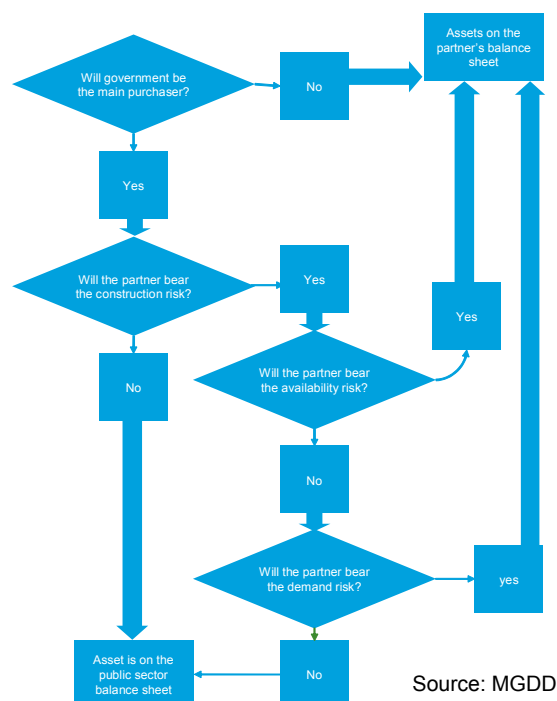 Assets on the
partner's balance
sheet
Will government be
the main purchaser?
No
Yes
Will the partner bear
the construction risk?
Yes
Yes
Will the partner bear
the availability risk?
No
No
Will the partner bear
the demand risk?
yes
Asset is on the
public sector
balance sheet
No
Source: MGDD